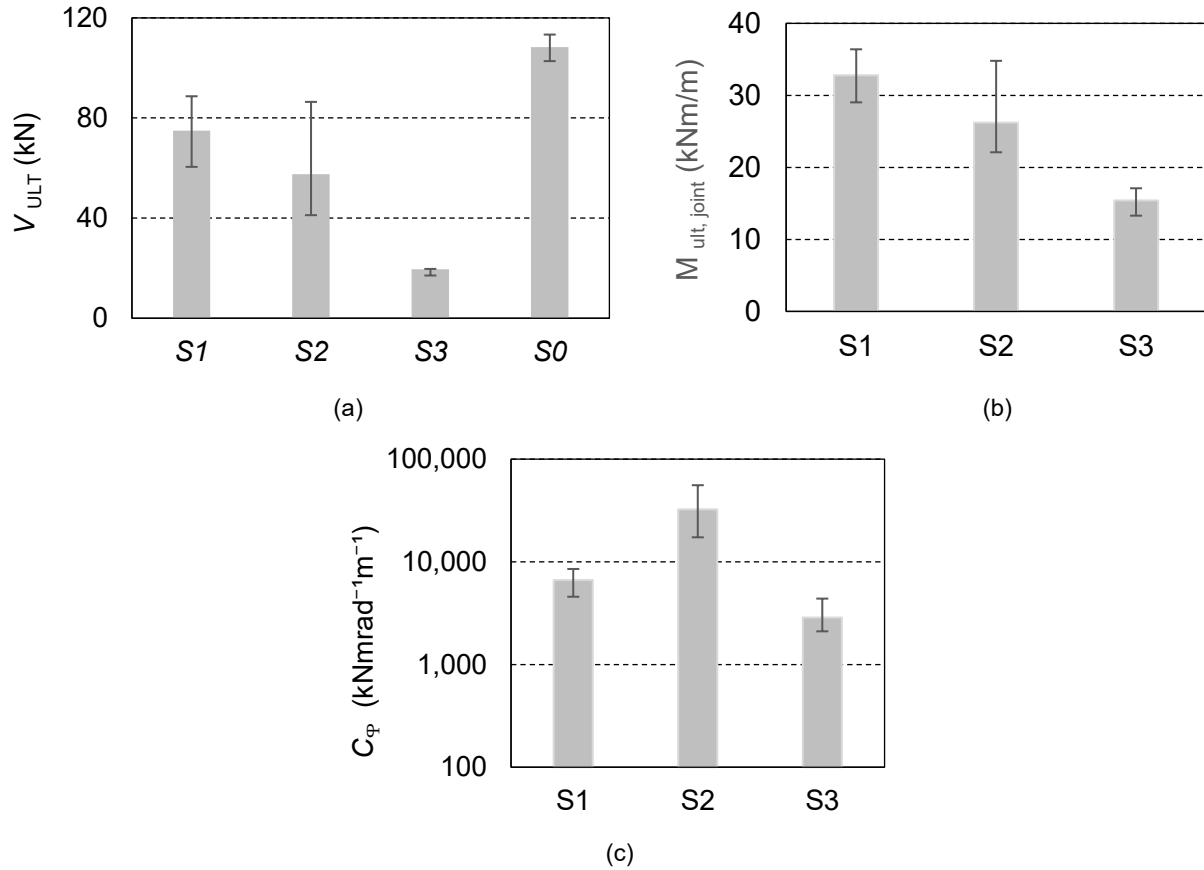 120
80
40
0
V ULT (kN)
S1 S2 S3 S0
(a)
40
30
20
10
0
M ult, joint (kNm/m)
S1 S2 S3
(b)
100,000
10,000
1,000
100
CΦ (kNmrad⁻¹m⁻¹)
S1 S2 S3
(c)